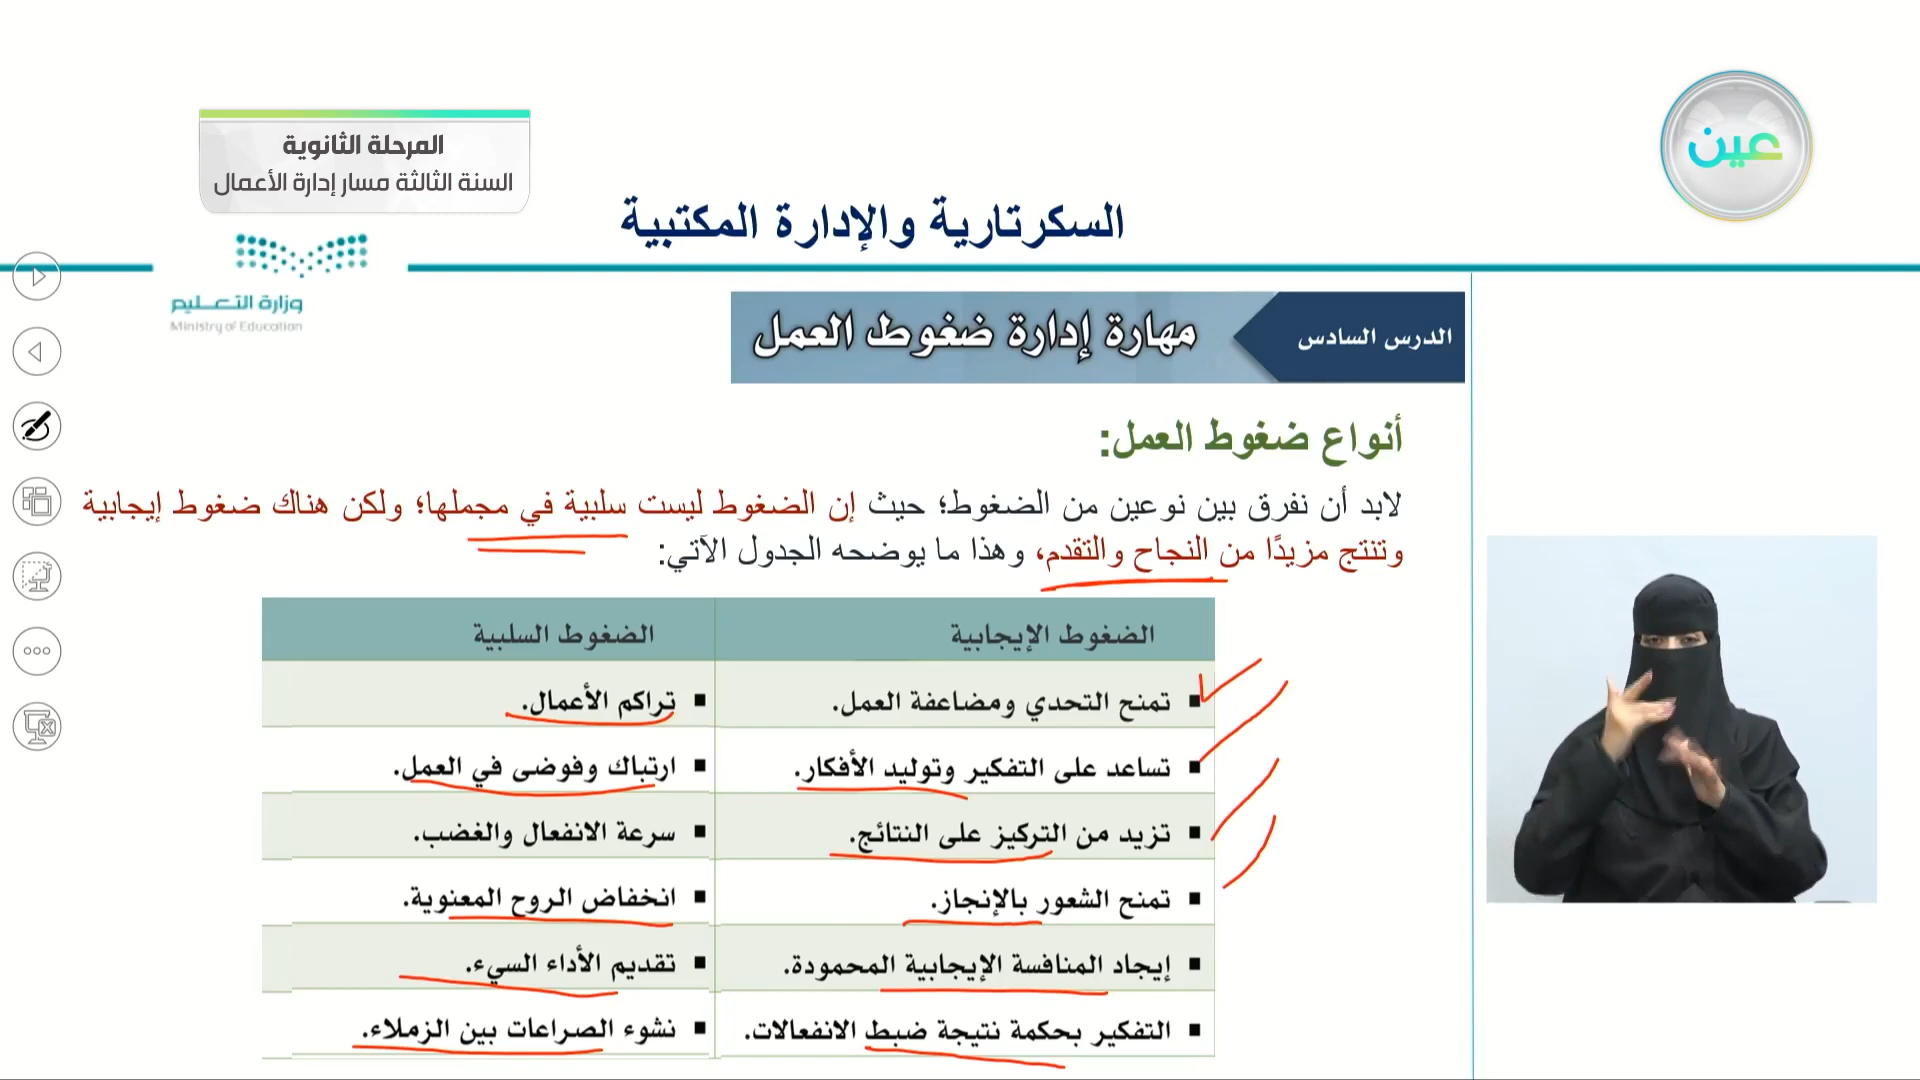 المرحلة الثانوية
السنة الثالثة مسار إدارة الأعمال
عين
السكرتارية والإدارة المكتبية
وزارة التعليم
Ministry of Education
الدرس السادس
مهارة إدارة ضغوط العمل
أنواع ضغوط العمل:
لابد أن نفرق بين نوعين من الضغوط؛ حيث إن الضغوط ليست سلبية في مجملها؛ ولكن هناك ضغوط إيجابية
وتنتج مزيدًا من النجاح والتقدم، وهذا ما يوضحه الجدول الآتي:
الضغوط الإيجابية الضغوط السلبية
▪ تمنح التحدي ومضاعفة العمل. ▪ تراكم الأعمال.
▪ تساعد على التفكير وتوليد الأفكار. ▪ ارتباك وفوضى في العمل.
▪ تزيد من التركيز على النتائج. ▪ سرعة الانفعال والغضب.
▪ تمنح الشعور بالإنجاز. ▪ انخفاض الروح المعنوية.
▪ إيجاد المنافسة الإيجابية المحمودة. ▪ تقديم الأداء السيء.
▪ التفكير بحكمة نتيجة ضبط الانفعالات. ▪ نشوء الصراعات بين الزملاء.